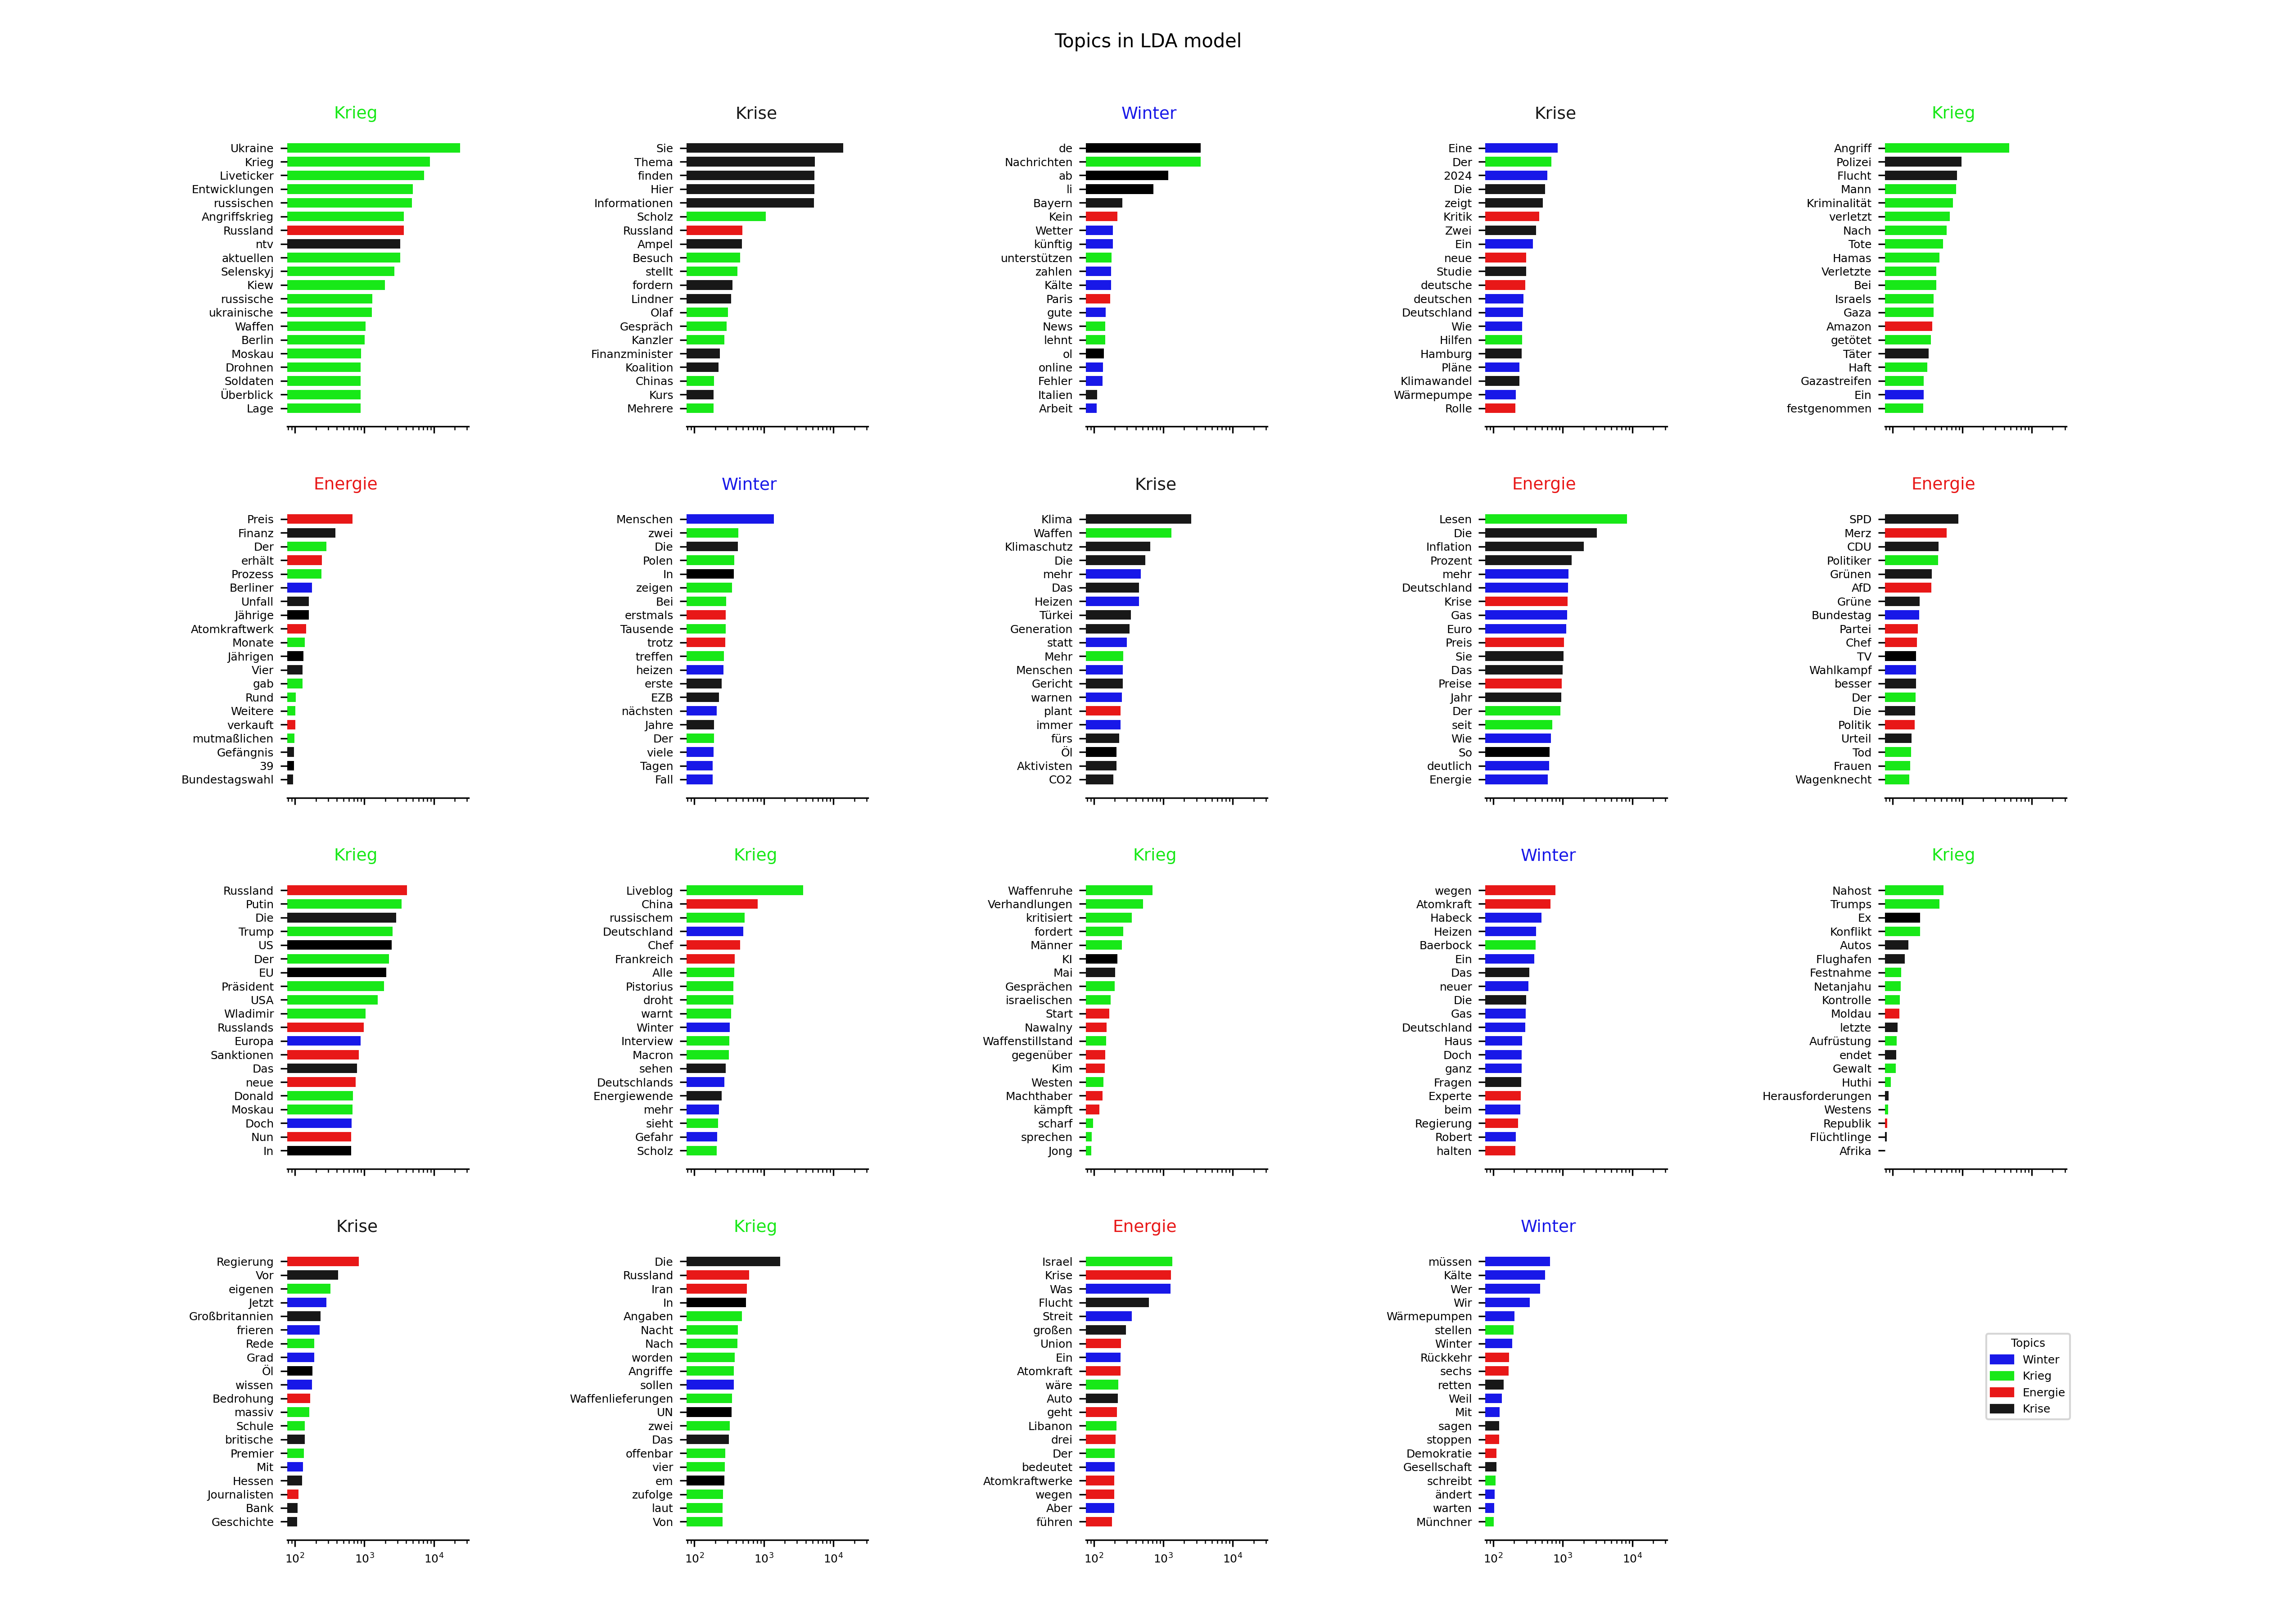 Topics in LDA model
Krieg
Ukraine
Krieg
Liveticker
Entwicklungen
russischen
Angriffskrieg
Russland
ntv
aktuellen
Selenskyj
Kiew
russische
ukrainische
Waffen
Berlin
Moskau
Drohnen
Soldaten
Überblick
Lage
Krise
Sie
Thema
finden
Hier
Informationen
Scholz
Russland
Ampel
Besuch
stellt
fordern
Lindner
Olaf
Gespräch
Kanzler
Finanzminister
Koalition
Chinas
Kurs
Mehrere
Winter
de
Nachrichten
ab
li
Bayern
Kein
Wetter
künftig
unterstützen
zahlen
Kälte
Paris
gute
News
lehnt
ol
online
Fehler
Italien
Arbeit
Krise
Eine
Der
2024
Die
zeigt
Kritik
Zwei
Ein
neue
Studie
deutsche
deutschen
Deutschland
Wie
Hilfen
Hamburg
Pläne
Klimawandel
Wärmepumpe
Rolle
Krieg
Angriff
Polizei
Flucht
Mann
Kriminalität
verletzt
Nach
Tote
Hamas
Verletzte
Bei
Israels
Gaza
Amazon
getötet
Täter
Haft
Gazastreifen
Ein
festgenommen
Energie
Preis
Finanz
Der
erhält
Prozess
Berliner
Unfall
Jährige
Atomkraftwerk
Monate
Jährigen
Vier
gab
Rund
Weitere
verkauft
mutmaßlichen
Gefängnis
39
Bundestagswahl
Winter
Menschen
zwei
Die
Polen
In
zeigen
Bei
erstmals
Tausende
trotz
treffen
heizen
erste
EZB
nächsten
Jahre
Der
viele
Tagen
Fall
Krise
Klima
Waffen
Klimaschutz
Die
mehr
Das
Heizen
Türkei
Generation
statt
Mehr
Menschen
Gericht
warnen
plant
immer
fürs
Öl
Aktivisten
CO2
Energie
Lesen
Die
Inflation
Prozent
mehr
Deutschland
Krise
Gas
Euro
Preis
Sie
Das
Preise
Jahr
Der
seit
Wie
So
deutlich
Energie
Energie
SPD
Merz
CDU
Politiker
Grünen
AfD
Grüne
Bundestag
Partei
Chef
TV
Wahlkampf
besser
Der
Die
Politik
Urteil
Tod
Frauen
Wagenknecht
Krieg
Russland
Putin
Die
Trump
US
Der
EU
Präsident
USA
Wladimir
Russlands
Europa
Sanktionen
Das
neue
Donald
Moskau
Doch
Nun
In
Krieg
Liveblog
China
russischem
Deutschland
Chef
Frankreich
Alle
Pistorius
droht
warnt
Winter
Interview
Macron
sehen
Deutschlands
Energiewende
mehr
sieht
Gefahr
Scholz
Krieg
Waffenruhe
Verhandlungen
kritisiert
fordert
Männer
KI
Mai
Gesprächen
israelischen
Start
Nawalny
Waffenstillstand
gegenüber
Kim
Westen
Machthaber
kämpft
scharf
sprechen
Jong
Winter
wegen
Atomkraft
Habeck
Heizen
Baerbock
Ein
Das
neuer
Die
Gas
Deutschland
Haus
Doch
ganz
Fragen
Experte
beim
Regierung
Robert
halten
Krieg
Nahost
Trumps
Ex
Konflikt
Autos
Flughafen
Festnahme
Netanjahu
Kontrolle
Moldau
letzte
Aufrüstung
endet
Gewalt
Huthi
Herausforderungen
Westens
Republik
Flüchtlinge
Afrika
Krise
Regierung
Vor
eigenen
Jetzt
Großbritannien
frieren
Rede
Grad
Öl
wissen
Bedrohung
massiv
Schule
britische
Premier
Mit
Hessen
Journalisten
Bank
Geschichte
10² 10³ 10⁴
Krieg
Die
Russland
Iran
In
Angaben
Nacht
Nach
worden
Angriffe
sollen
Waffenlieferungen
UN
zwei
Das
offenbar
vier
em
zufolge
laut
Von
10² 10³ 10⁴
Energie
Israel
Krise
Was
Flucht
Streit
großen
Union
Ein
Atomkraft
wäre
Auto
geht
Libanon
drei
Der
bedeutet
Atomkraftwerke
wegen
Aber
führen
10² 10³ 10⁴
Winter
müssen
Kälte
Wer
Wir
Wärmepumpen
stellen
Winter
Rückkehr
sechs
retten
Weil
Mit
sagen
stoppen
Demokratie
Gesellschaft
schreibt
ändert
warten
Münchner
10² 10³ 10⁴
Topics
Winter
Krieg
Energie
Krise